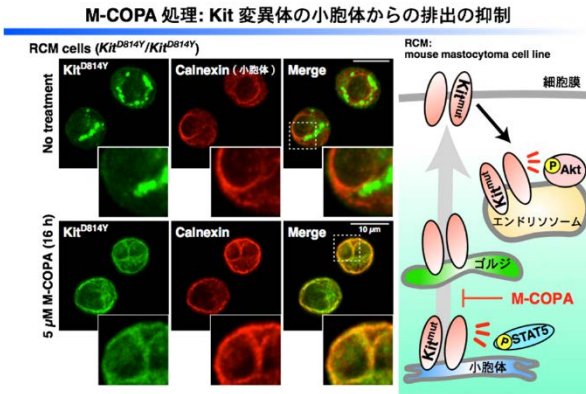 M-COPA 処理: Kit 変異体の小胞体からの排出の抑制
RCM cells (KitD814Y/KitD814Y)
KitD814Y
Calnexin (小胞体)
Merge
No treatment
KitD814Y
Calnexin
Merge
10 µm
5 µM M-COPA (16 h)
RCM:
mouse mastocytoma cell line
細胞膜
Kitmut
Kitmut
P
Akt
エンドリソソーム
ゴルジ
M-COPA
Kitmut
P
STAT5
小胞体